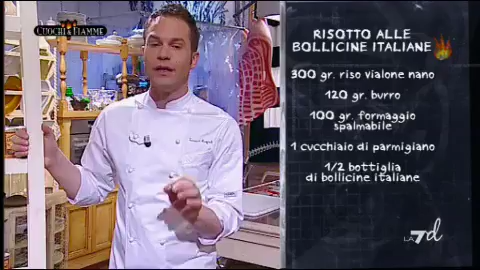 CUOCHI & FIAMME
RISOTTO ALLE
BOLLICINE ITALIANE
300 gr. riso vialone nano
120 gr. burro
100 gr. formaggio
spalmabile
1 cucchiaio di parmigiano
1/2 bottiglia
di bollicine italiane
LA7d